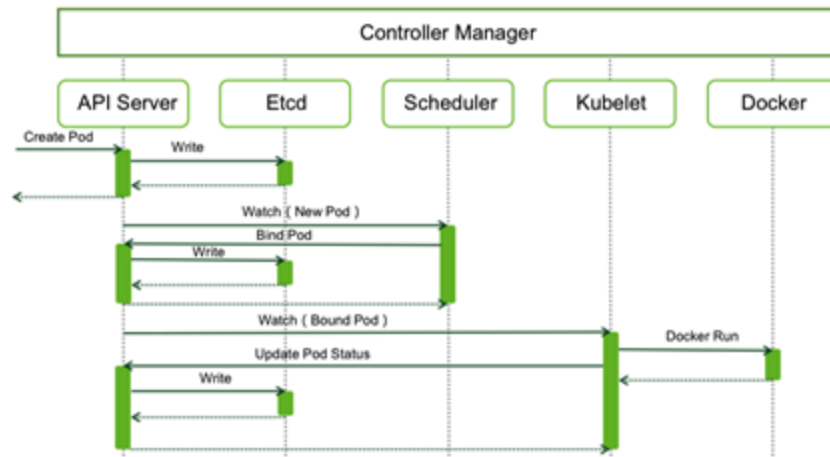 Controller Manager
API Server Etcd Scheduler Kubelet Docker
Create Pod
Write
Watch ( New Pod )
Bind Pod
Write
Watch ( Bound Pod )
Docker Run
Update Pod Status
Write